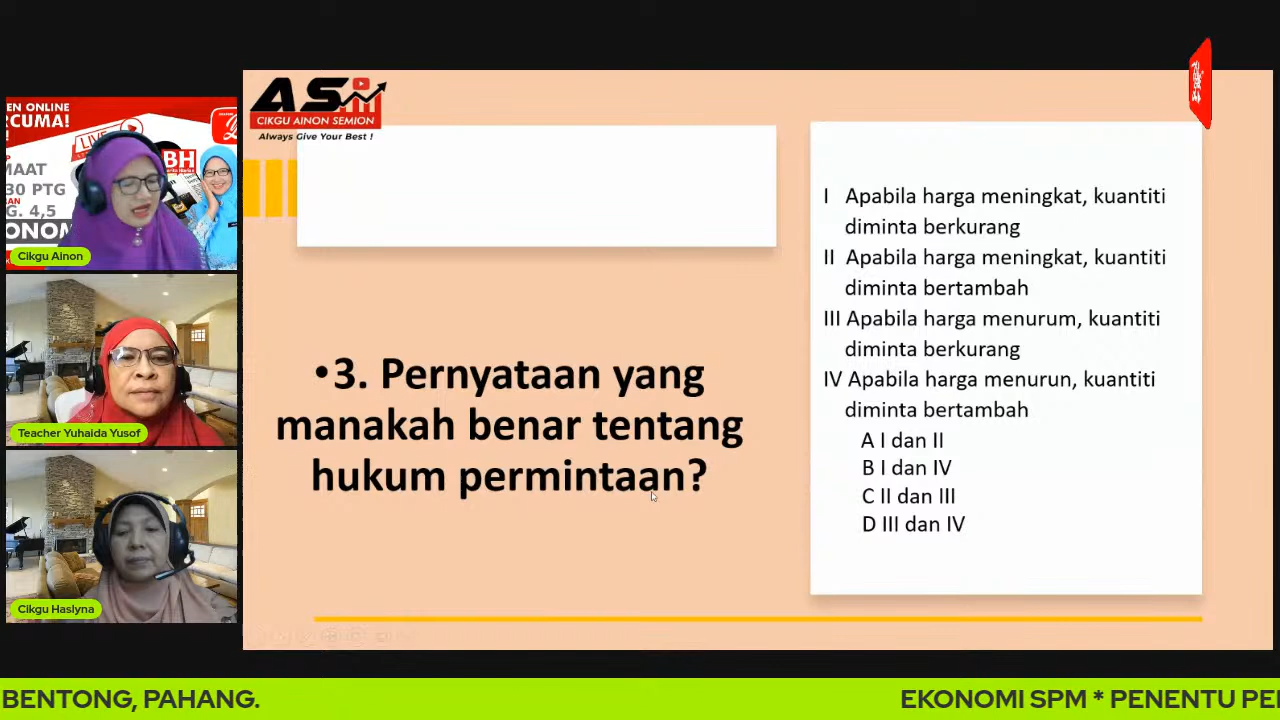 EN ONLINE
RCUMA!
LIVE
MAAT
30 PTG
G. 4,5
ONOM
BH
Cikgu Ainon
Teacher Yuhaida Yusof
Cikgu Haslyna
AS
CIKGU AINON SEMION
Always Give Your Best !
•3. Pernyataan yang
manakah benar tentang
hukum permintaan?
I Apabila harga meningkat, kuantiti
diminta berkurang
II Apabila harga meningkat, kuantiti
diminta bertambah
III Apabila harga menurum, kuantiti
diminta berkurang
IV Apabila harga menurun, kuantiti
diminta bertambah
A I dan II
B I dan IV
C II dan III
D III dan IV
BENTONG, PAHANG.
EKONOMI SPM * PENENTU PE